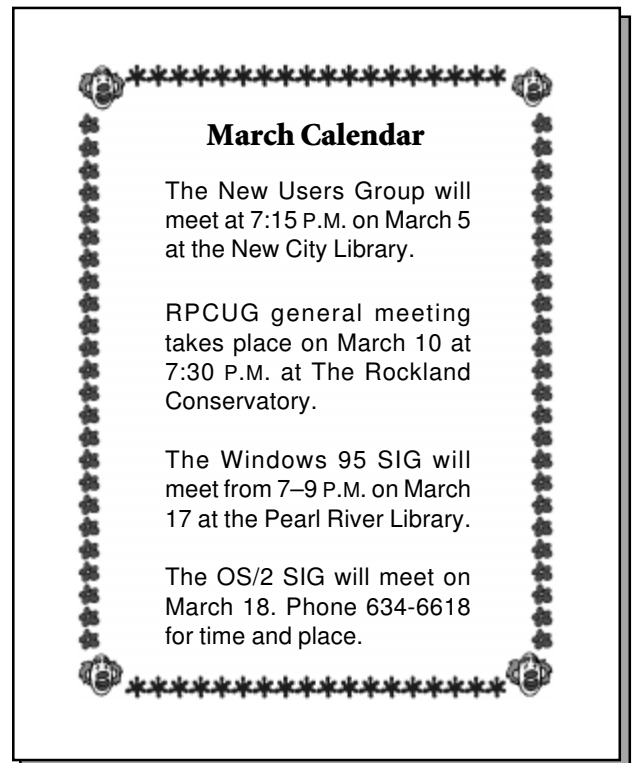 March Calendar
The New Users Group will
meet at 7:15 P.M. on March 5
at the New City Library.
RPCUG general meeting
takes place on March 10 at
7:30 P.M. at The Rockland
Conservatory.
The Windows 95 SIG will
meet from 7–9 P.M. on March
17 at the Pearl River Library.
The OS/2 SIG will meet on
March 18. Phone 634-6618
for time and place.